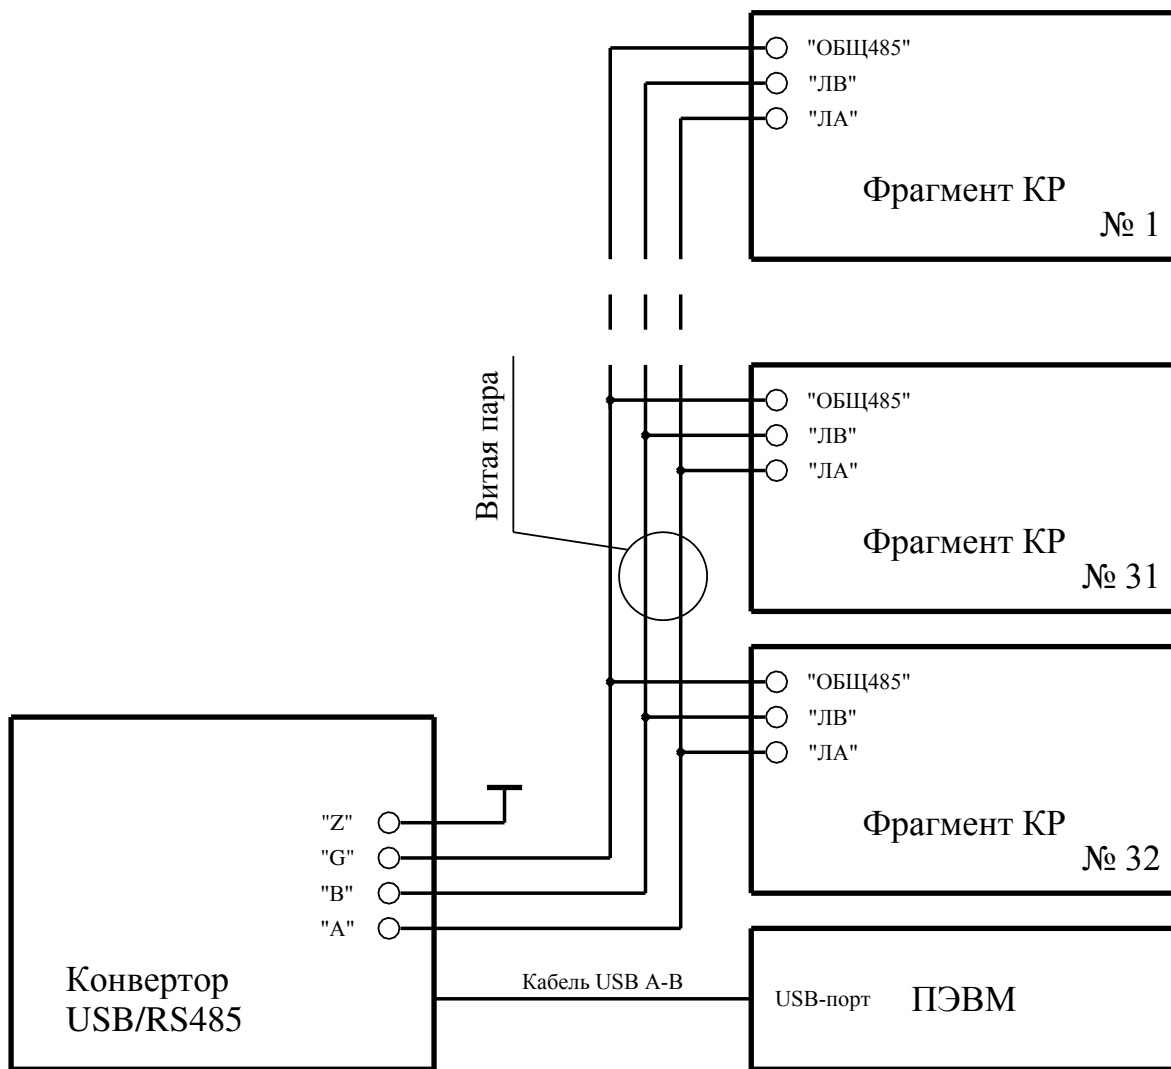 "ОБЩ485"
"ЛВ"
"ЛА"
Фрагмент КР
№ 1
Витая пара
"ОБЩ485"
"ЛВ"
"ЛА"
Фрагмент КР
№ 31
"ОБЩ485"
"ЛВ"
"ЛА"
Фрагмент КР
№ 32
"Z"
"G"
"B"
"A"
Конвертор
USB/RS485
Кабель USB A-B
USB-порт ПЭВМ